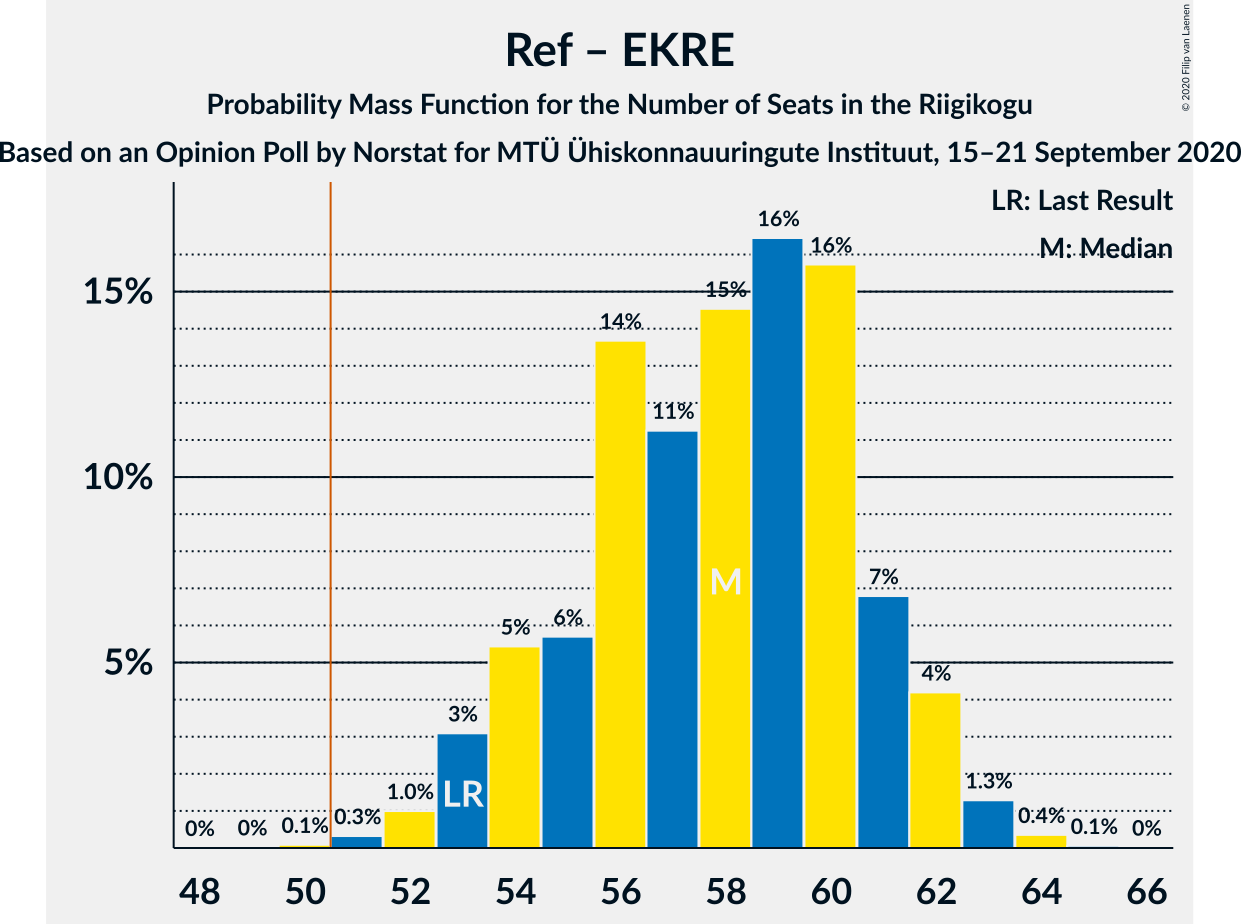 Ref – EKRE
Probability Mass Function for the Number of Seats in the Riigikogu
Based on an Opinion Poll by Norstat for MTÜ Ühiskonnauuringute Instituut, 15–21 September 2020
© 2020 Filip van Laenen
LR: Last Result
M: Median
15%
10%
5%
0%
0%
0.1%
0.3%
1.0%
3%
5%
6%
14%
11%
15%
16%
16%
7%
4%
1.3%
0.4%
0.1%
0%
LR
M
48 50 52 54 56 58 60 62 64 66